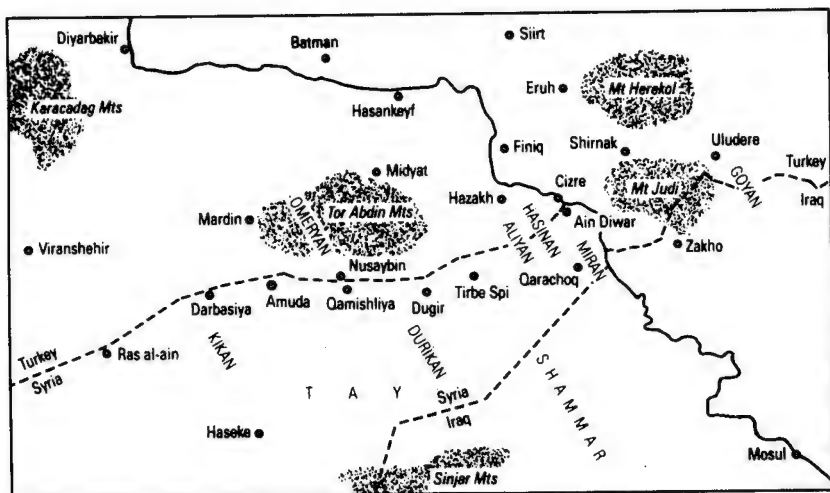 Diyarbakir
Batman
Siirt
Karacadag Mts
Hasankeyf
Eruh
Mt Herekol
Finiq
Shirnak
Uludere
Midyat
Hazakh
Cizre
Mt Judi
GOYAN
Turkey
Iraq
Mardin
OMERYAN
Tor Abdin Mts
ALIYAN
HASINAN
Ain Diwar
MIRAN
Zakho
Viranshehir
Nusaybin
Darbasiya
Amuda
Qamishliya
Dugir
Tirbe Spi
Qarachoq
Turkey
Syria
Ras al-ain
KIKAN
DURIKAN
TAY
Syria
Iraq
SHAMMAR
Haseke
Sinjar Mts
Mosul